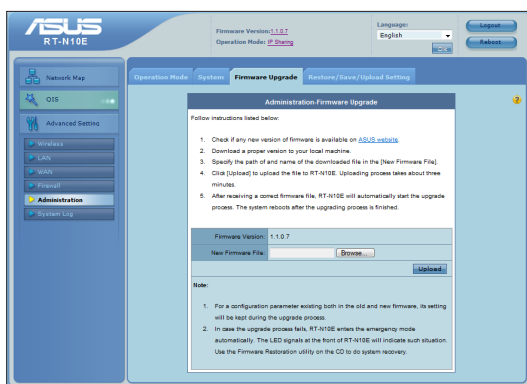 ASUS
RT-N10E
Firmware Version:1.1.0.7
Operation Mode: IP Sharing
Language:
English
Logout
Reboot
Network Map
QIS
Advanced Setting
Wireless
LAN
WAN
Firewall
Administration
System Log
Operation Mode
System
Firmware Upgrade
Restore/Save/Upload Setting
Administration-Firmware Upgrade
Follow instructions listed below:
1. Check if any new version of firmware is available on ASUS website.
2. Download a proper version to your local machine.
3. Specify the path of and name of the downloaded file in the [New Firmware File].
4. Click [Upload] to upload the file to RT-N10E. Uploading process takes about three
minutes.
5. After receiving a correct firmware file, RT-N10E will automatically start the upgrade
process. The system reboots after the upgrading process is finished.
Firmware Version: 1.1.0.7
New Firmware File: Browse...
Upload
Note:
1. For a configuration parameter existing both in the old and new firmware, its setting
will be kept during the upgrade process.
2. In case the upgrade process fails, RT-N10E enters the emergency mode
automatically. The LED signals at the front of RT-N10E will indicate such situation.
Use the Firmware Restoration utility on the CD to do system recovery.